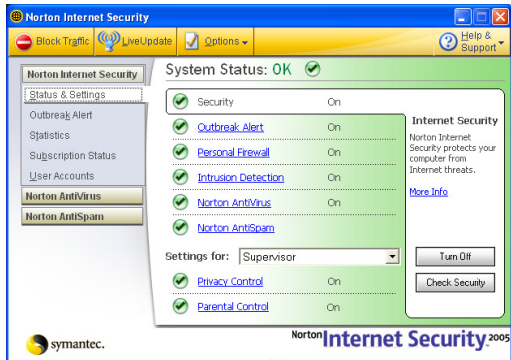 Norton Internet Security
Block Traffic LiveUpdate Options Help & Support
Norton Internet Security
Status & Settings
Outbreak Alert
Statistics
Subscription Status
User Accounts
Norton AntiVirus
Norton AntiSpam
System Status: OK
Security On
Outbreak Alert On
Personal Firewall On
Intrusion Detection On
Norton AntiVirus On
Norton AntiSpam
Settings for: Supervisor
Privacy Control On
Parental Control On
Internet Security
Norton Internet
Security protects your
computer from
Internet threats.
More Info
Turn Off
Check Security
symantec.
Norton Internet Security 2005